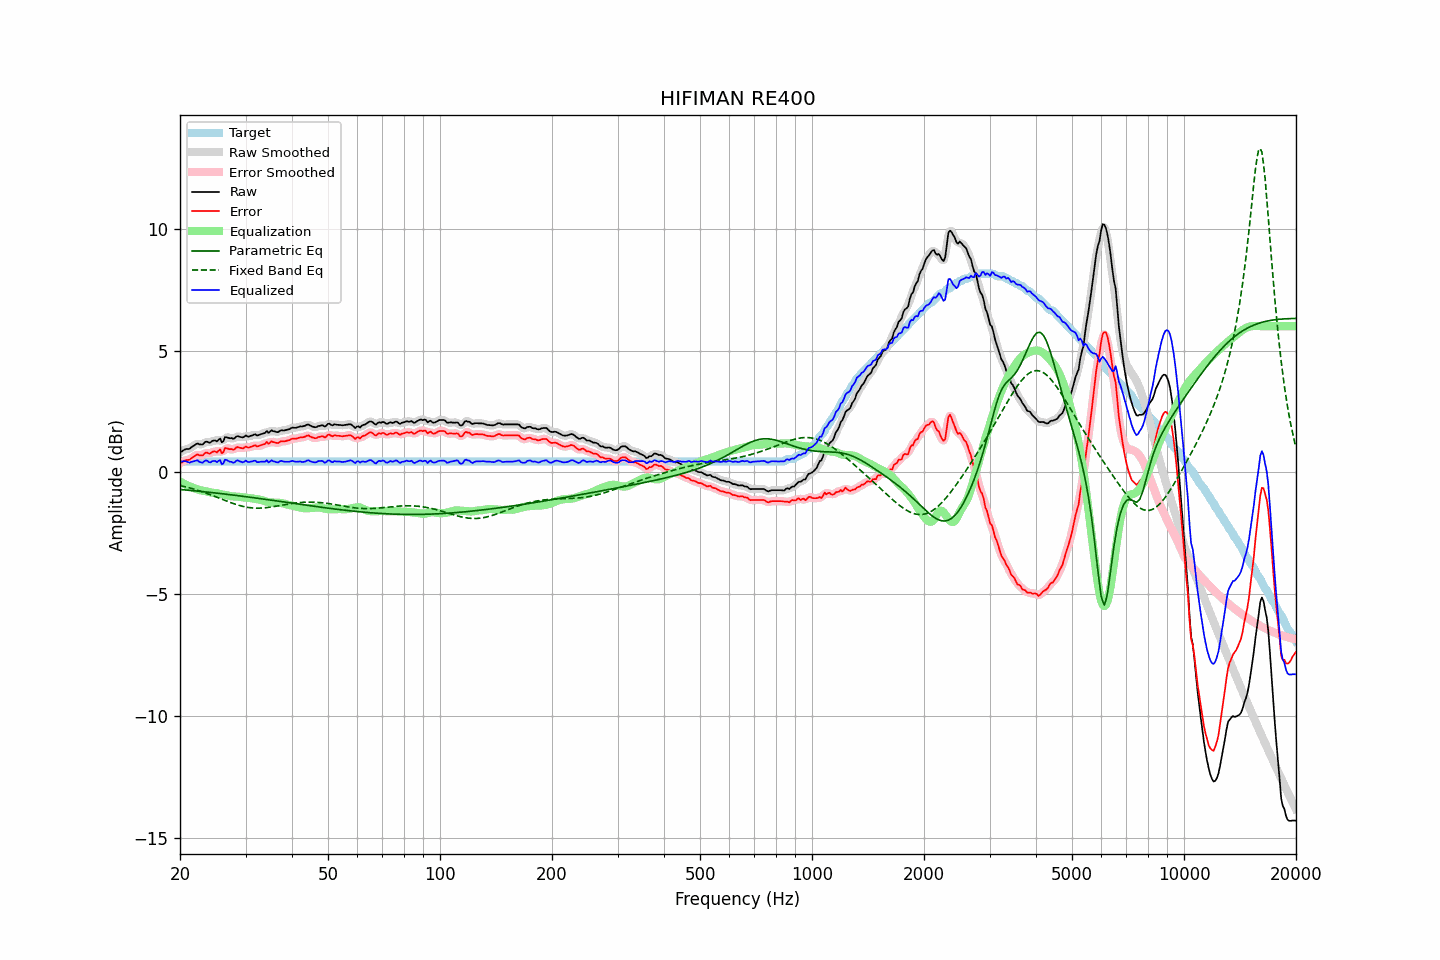 HIFIMAN RE400
Target
Raw Smoothed
Error Smoothed
Raw
Error
Equalization
Parametric Eq
Fixed Band Eq
Equalized
10
5
0
−5
−10
−15
Amplitude (dBr)
20 50 100 200 500 1000 2000 5000 10000 20000
Frequency (Hz)